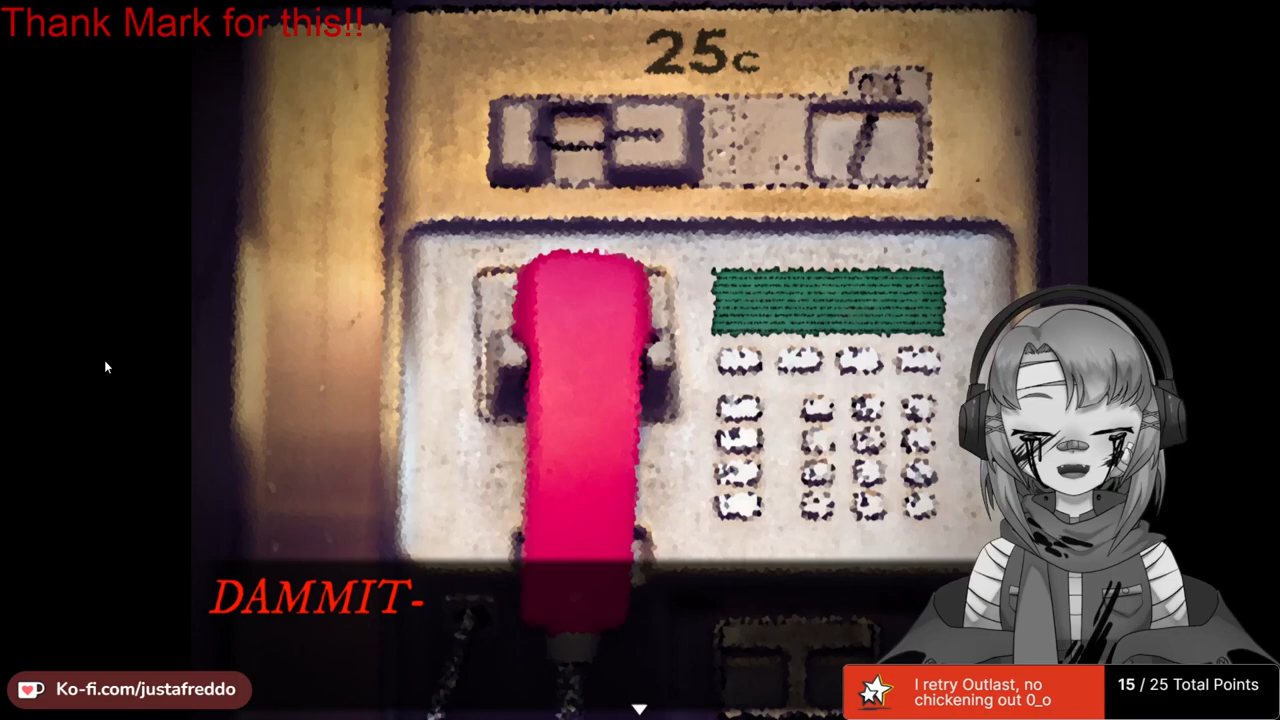 Thank Mark for this!!
25c
DAMMIT-
Ko-fi.com/justafreddo
I retry Outlast, no
chickening out 0_o
15 / 25 Total Points